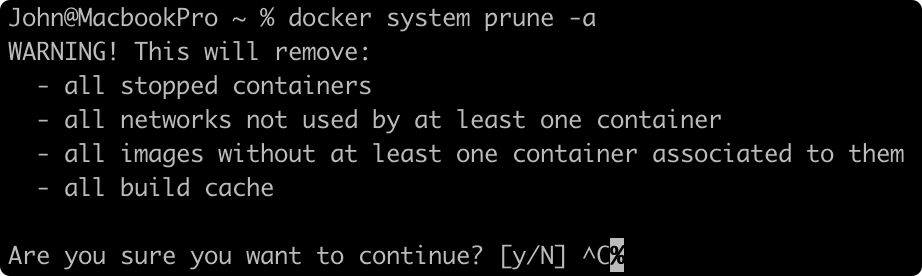 John@MacbookPro ~ % docker system prune -a
WARNING! This will remove:
  - all stopped containers
  - all networks not used by at least one container
  - all images without at least one container associated to them
  - all build cache

Are you sure you want to continue? [y/N] ^C%